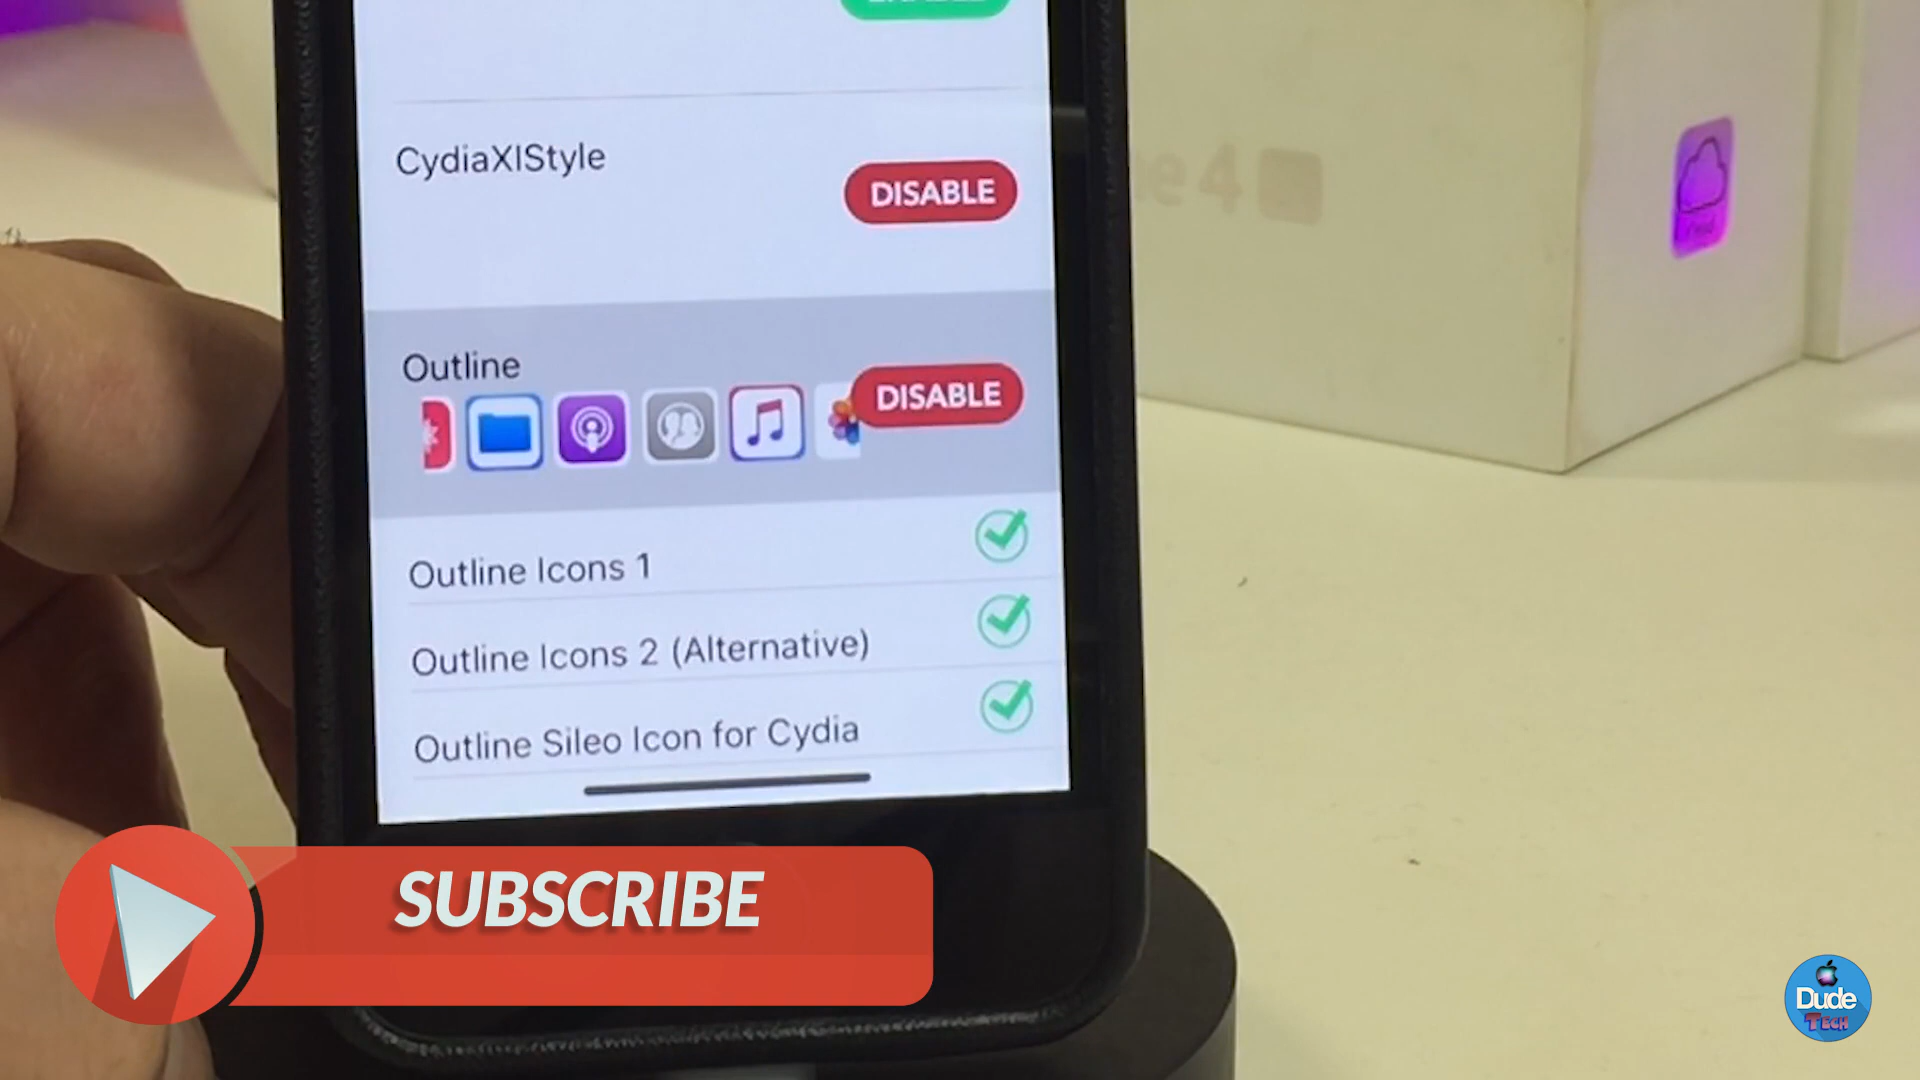 CydiaXIStyle
DISABLE
Outline
DISABLE
Outline Icons 1
Outline Icons 2 (Alternative)
Outline Sileo Icon for Cydia
SUBSCRIBE
Dude
TECH